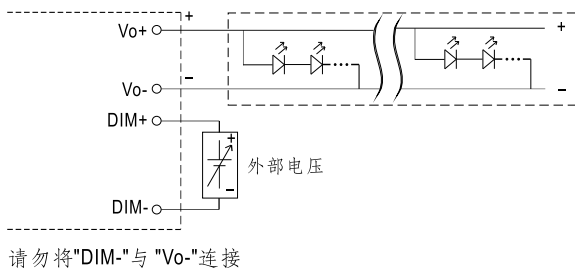 Vo+
+
+
Vo-
−
−
DIM+
+
外部电压
−
DIM-
请勿将"DIM-"与 "Vo-"连接